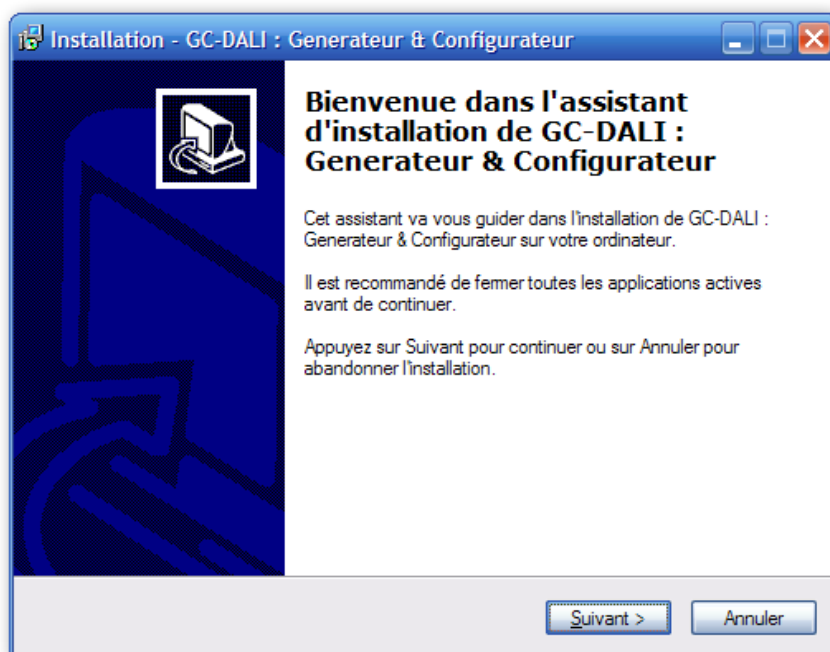 Installation - GC-DALI : Generateur & Configurateur
Bienvenue dans l'assistant
d'installation de GC-DALI :
Generateur & Configurateur
Cet assistant va vous guider dans l'installation de GC-DALI :
Generateur & Configurateur sur votre ordinateur.
Il est recommandé de fermer toutes les applications actives
avant de continuer.
Appuyez sur Suivant pour continuer ou sur Annuler pour
abandonner l'installation.
Suivant >
Annuler